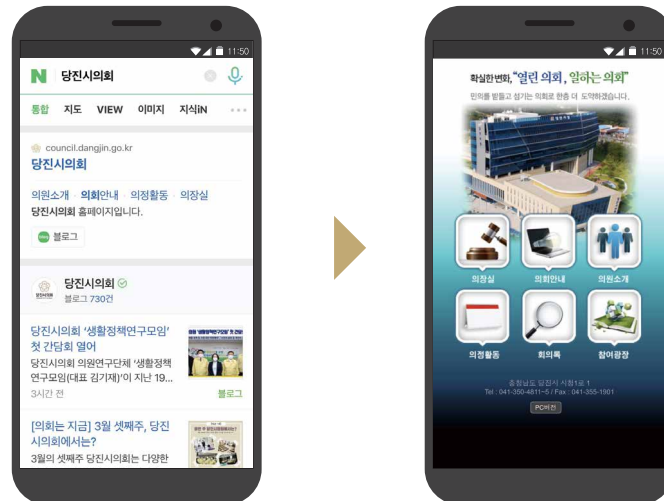 11:50
N 당진시의회
통합 지도 VIEW 이미지 지식iN
council.dangjin.go.kr
당진시의회
의원소개 의회안내 의정활동 의장실
당진시의회 홈페이지입니다.
블로그
당진시의회
블로그 730건
당진시의회 '생활정책연구모임'
첫 간담회 열어
당진시의회 의원연구단체 '생활정책
연구모임(대표 김기재)'이 지난 19...
3시간 전
블로그
[의회는 지금] 3월 셋째주, 당진
시의회에서는?
3월의 셋째주 당진시의회는 다양한
11:50
확실한 변화, "열린 의회, 일하는 의회"
민의를 받들고 섬기는 의회로 한층 더 도약하겠습니다.
의장실 의회안내 의원소개
의정활동 회의록 참여광장
충청남도 당진시 시청1로 1
Tel : 041-350-4811~5 / Fax : 041-355-1901
PC버전